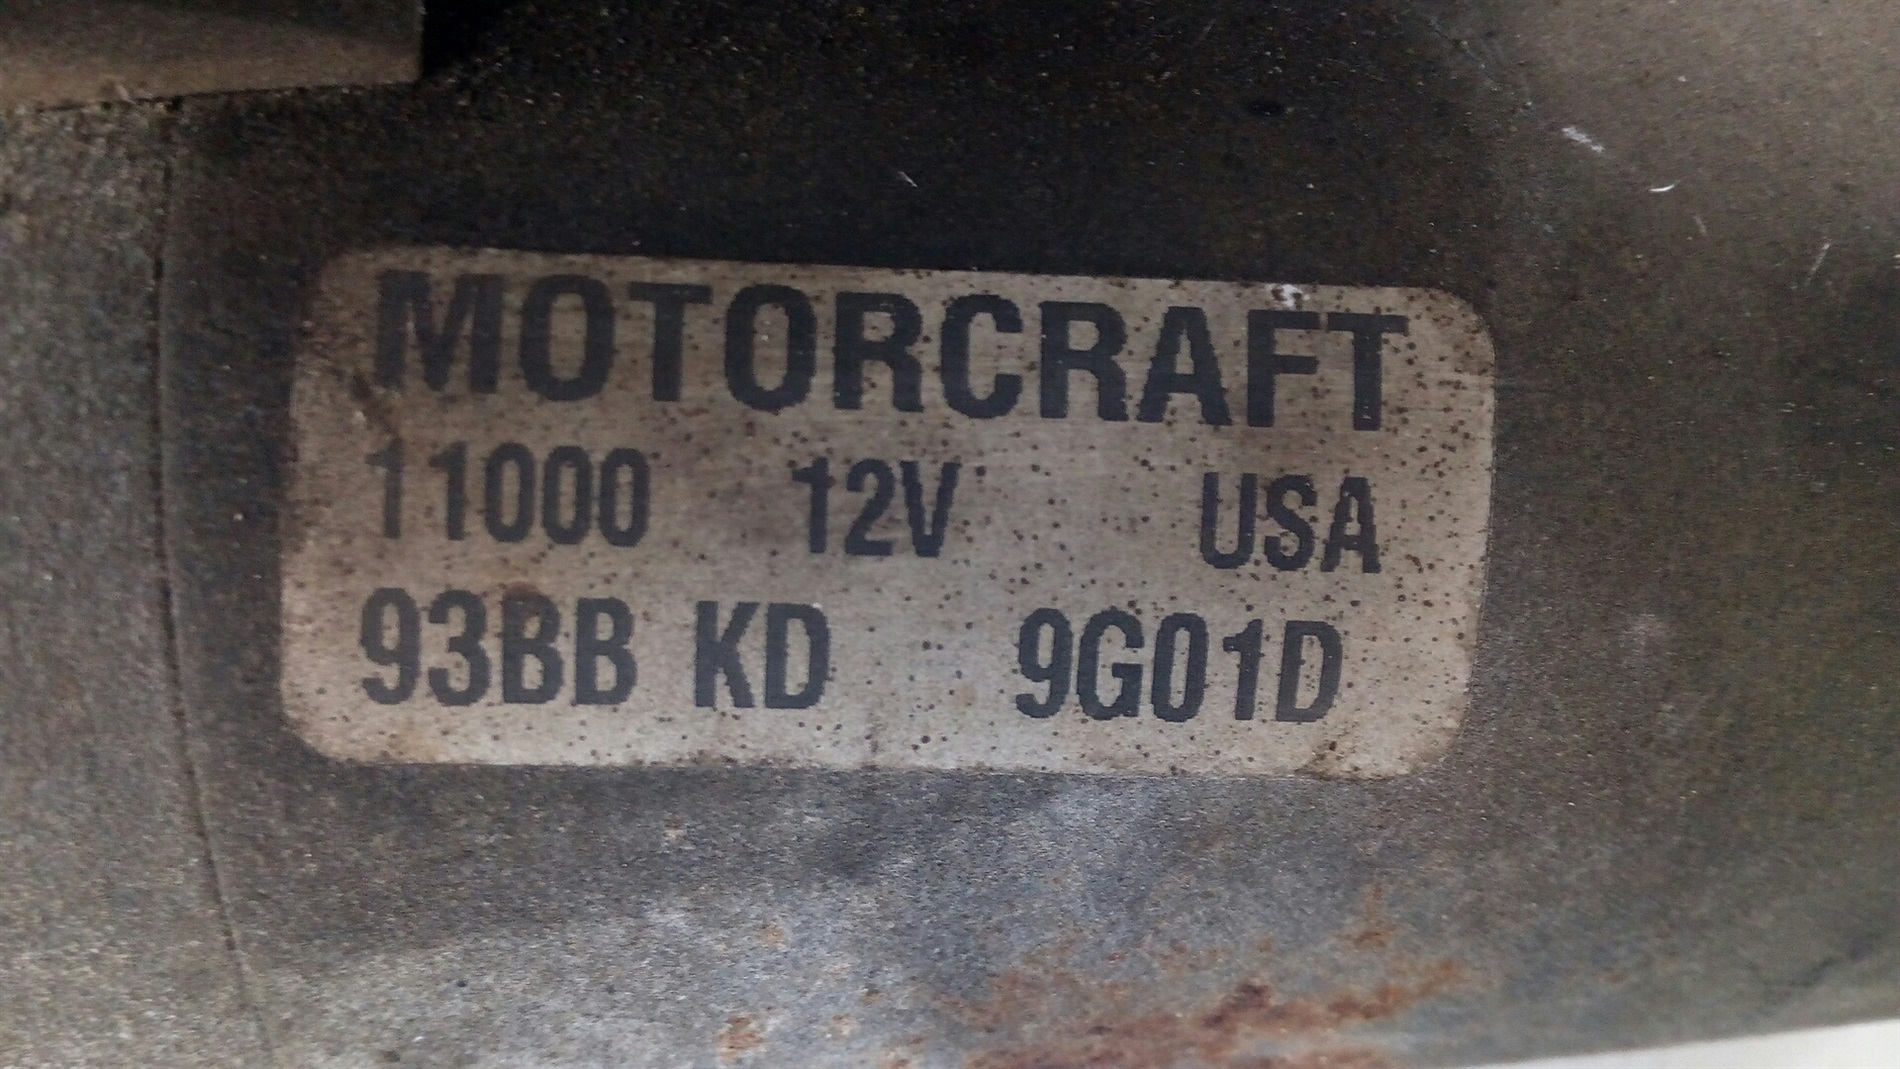 MOTORCRAFT
11000 12V USA
93BB KD 9G01D